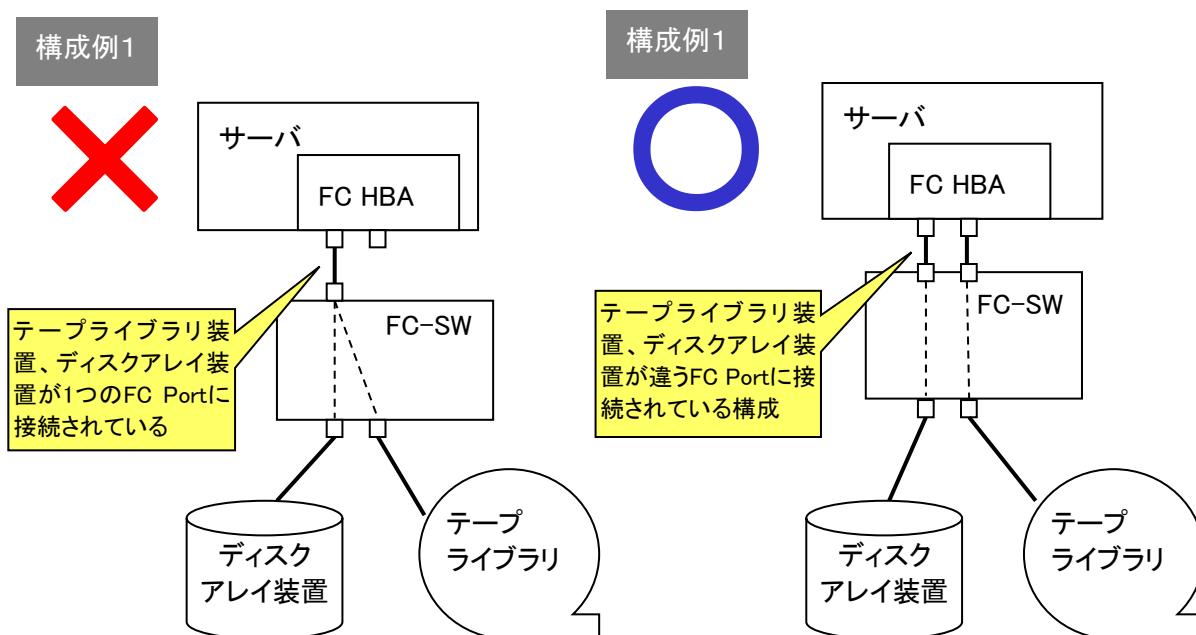 構成例1
サーバ
FC HBA
テープライブラリ装
置、ディスクアレイ装
置が1つのFC Portに
接続されている
FC-SW
ディスク
アレイ装置
テープ
ライブラリ
構成例1
サーバ
FC HBA
テープライブラリ装
置、ディスクアレイ装
置が違うFC Portに接
続されている構成
FC-SW
ディスク
アレイ装置
テープ
ライブラリ